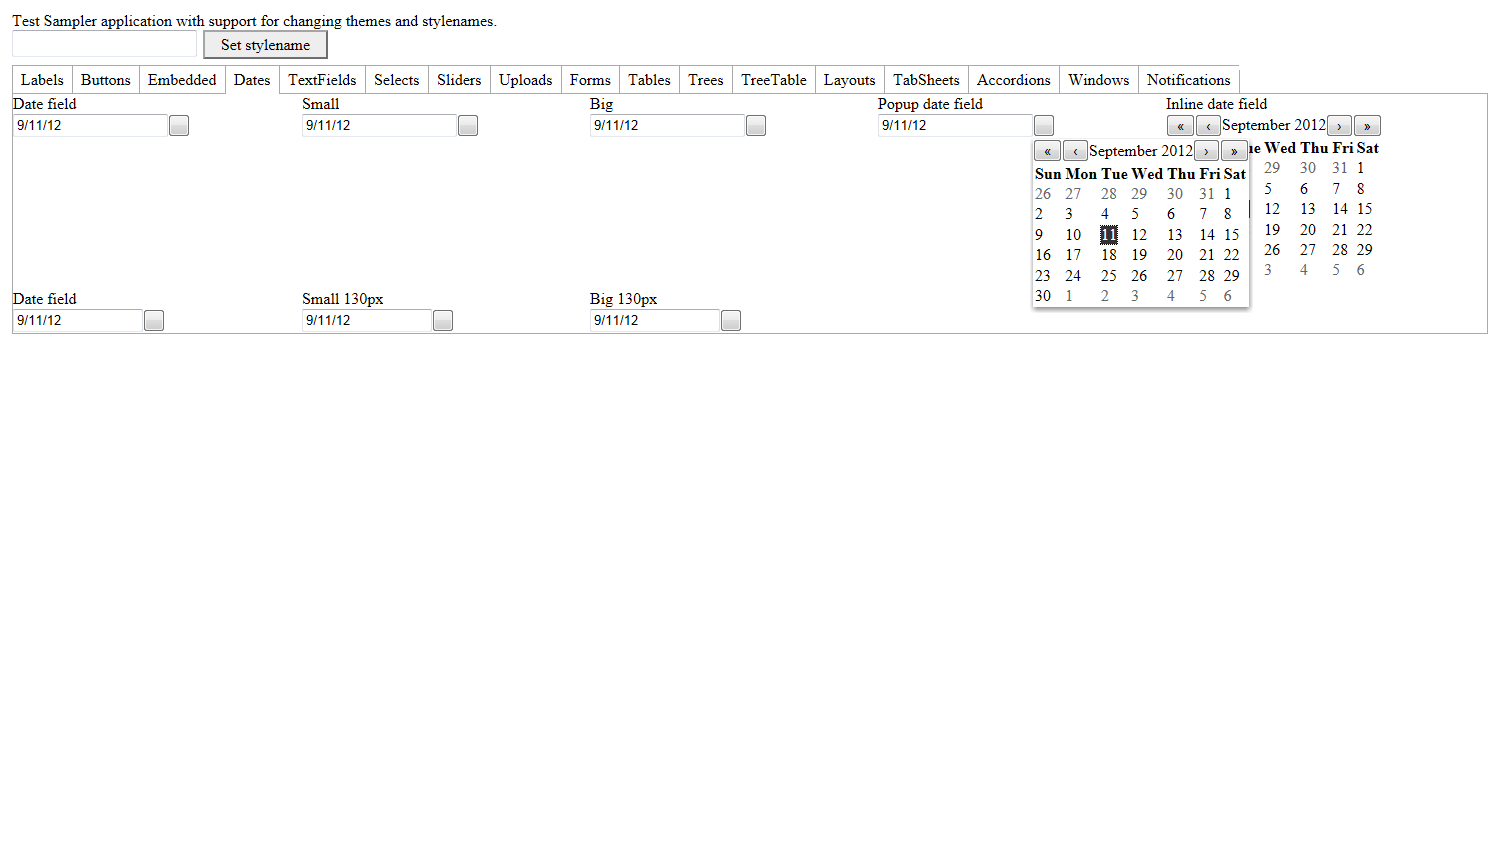 Test Sampler application with support for changing themes and stylenames.
Set stylename
Labels Buttons Embedded Dates TextFields Selects Sliders Uploads Forms Tables Trees TreeTable Layouts TabSheets Accordions Windows Notifications
Date field Small Big Popup date field Inline date field
9/11/12 9/11/12 9/11/12 9/11/12 « ‹ September 2012 › »
« ‹ September 2012 › »
Sun Mon Tue Wed Thu Fri Sat
26 27 28 29 30 31 1
2 3 4 5 6 7 8
9 10 11 12 13 14 15
16 17 18 19 20 21 22
23 24 25 26 27 28 29
30 1 2 3 4 5 6
Wed Thu Fri Sat
29 30 31 1
5 6 7 8
12 13 14 15
19 20 21 22
26 27 28 29
3 4 5 6
Date field Small 130px Big 130px
9/11/12 9/11/12 9/11/12